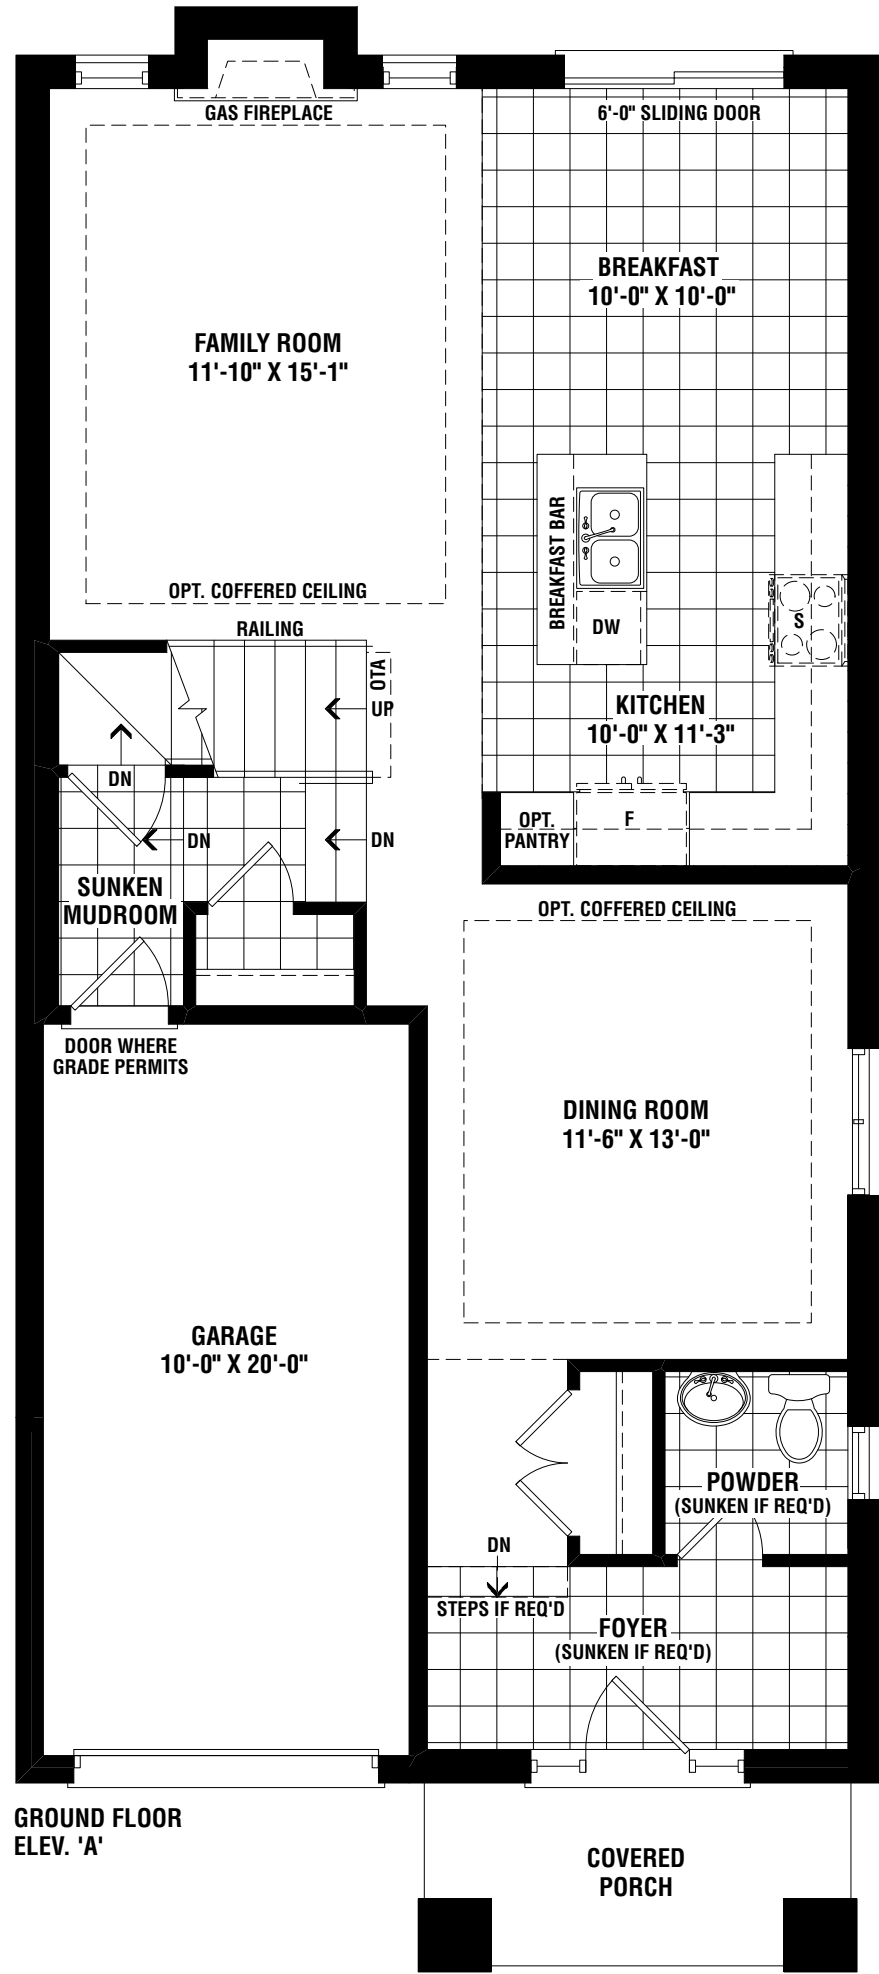 GAS FIREPLACE
6'-0" SLIDING DOOR
BREAKFAST
10'-0" X 10'-0"
FAMILY ROOM
11'-10" X 15'-1"
BREAKFAST BAR
OPT. COFFERED CEILING
DW
S
RAILING
OTA
UP
KITCHEN
10'-0" X 11'-3"
DN
OPT.
PANTRY
F
DN
DN
SUNKEN
MUDROOM
OPT. COFFERED CEILING
DOOR WHERE
GRADE PERMITS
DINING ROOM
11'-6" X 13'-0"
GARAGE
10'-0" X 20'-0"
POWDER
(SUNKEN IF REQ'D)
DN
STEPS IF REQ'D
FOYER
(SUNKEN IF REQ'D)
GROUND FLOOR
ELEV. 'A'
COVERED
PORCH